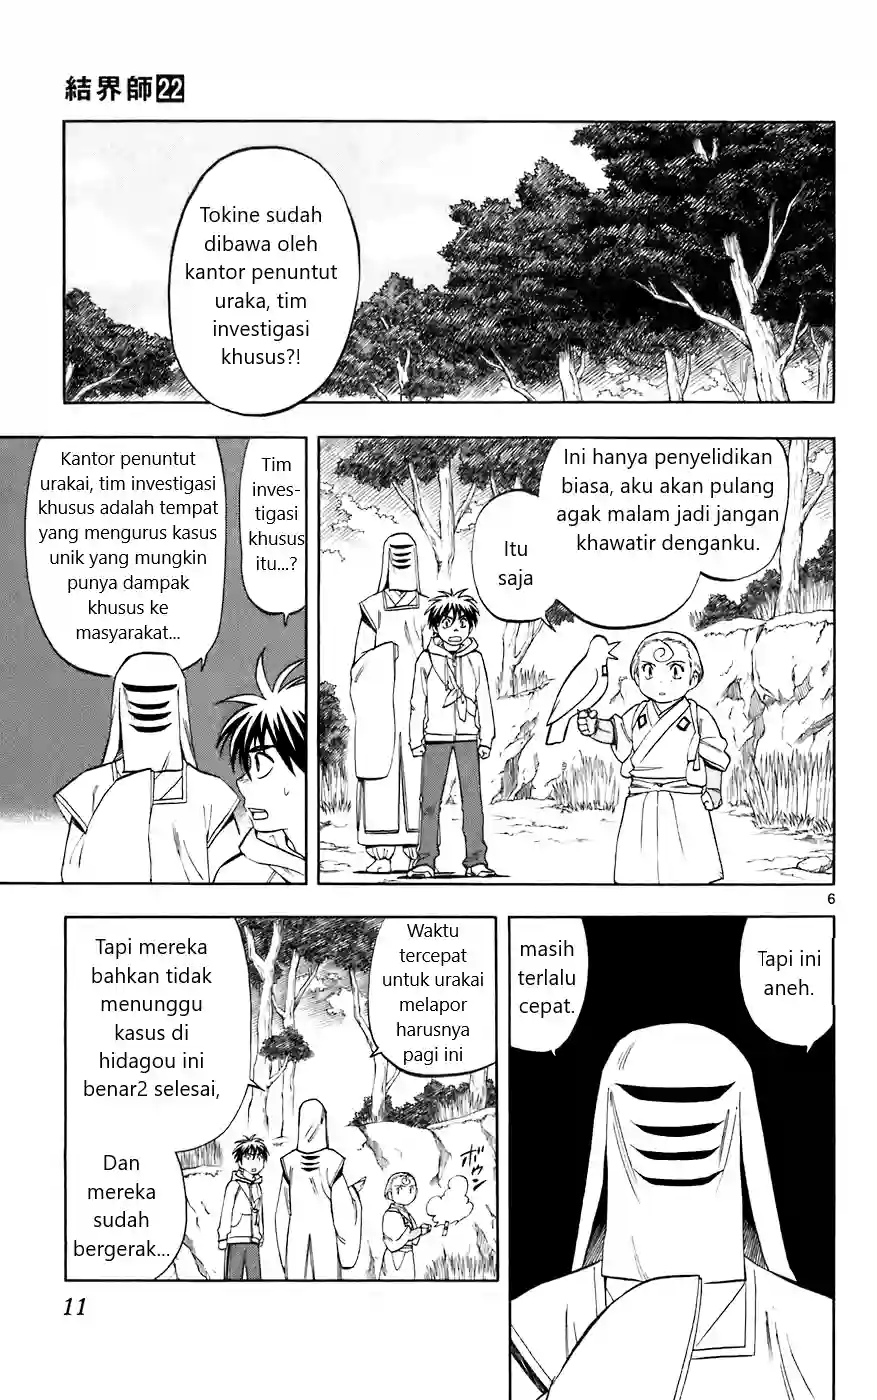 結界師22
Tokine sudah
dibawa oleh
kantor penuntut
uraka, tim
investigasi
khusus?!
Ini hanya penyelidikan
biasa, aku akan pulang
agak malam jadi jangan
khawatir denganku.
Itu
saja
Tim
inves-
tigasi
khusus
itu...?
Kantor penuntut
urakai, tim investigasi
khusus adalah tempat
yang mengurus kasus
unik yang mungkin
punya dampak
khusus ke
masyarakat...
6
Tapi ini
aneh.
masih
terlalu
cepat.
Waktu
tercepat
untuk urakai
melapor
harusnya
pagi ini
ボウン
Tapi mereka
bahkan tidak
menunggu
kasus di
hidagou ini
benar2 selesai,
Dan
mereka
sudah
bergerak...
11